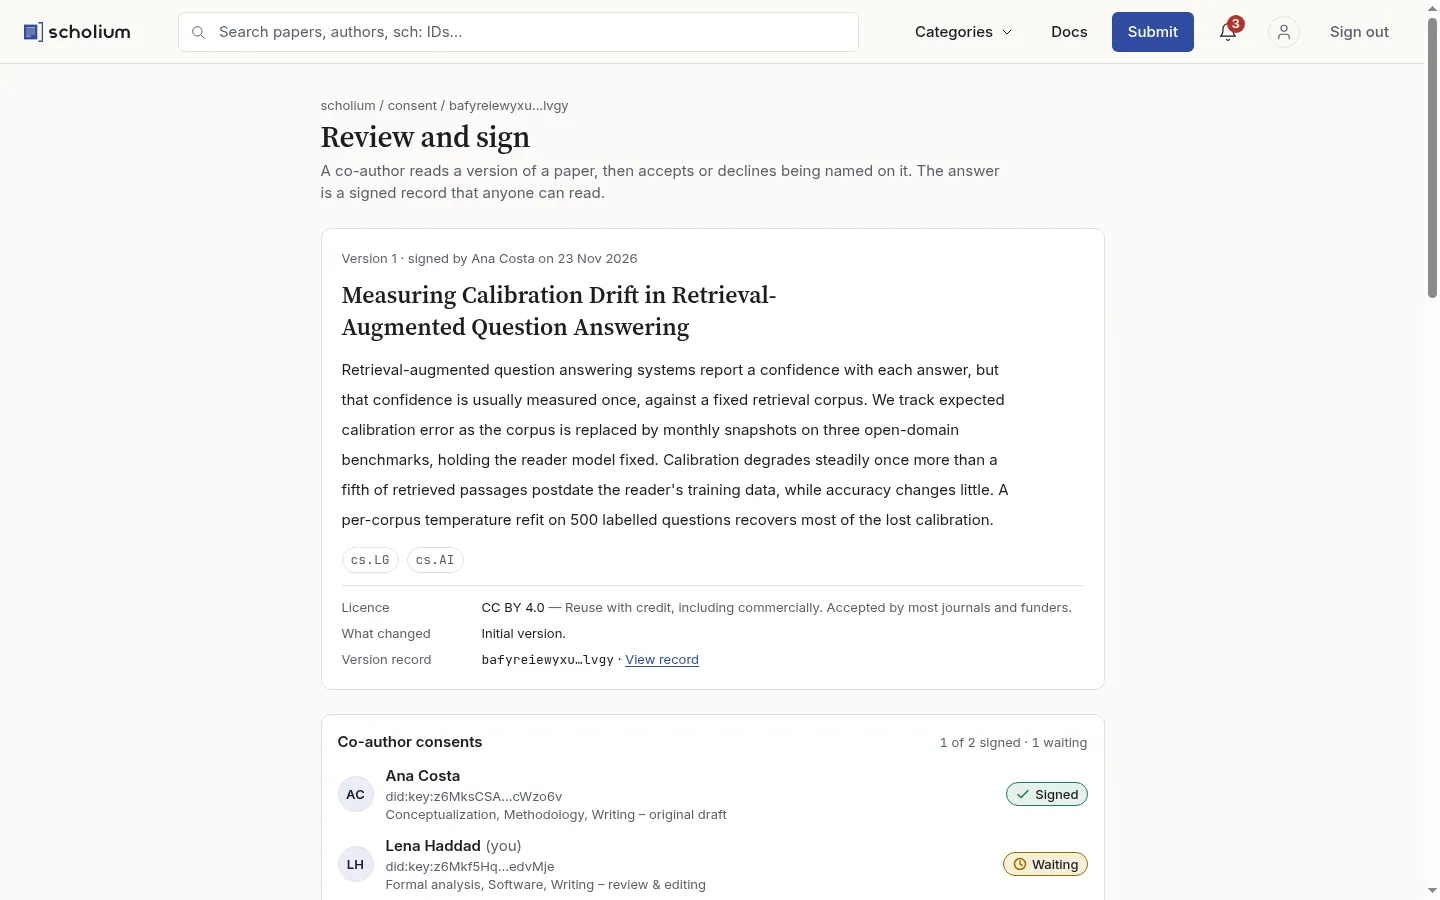 scholium
Search papers, authors, sch: IDs...
Categories
Docs
Submit
3
Sign out
scholium / consent / bafyreiewyxu…lvgy
Review and sign
A co-author reads a version of a paper, then accepts or declines being named on it. The answer
is a signed record that anyone can read.
Version 1 · signed by Ana Costa on 23 Nov 2026
Measuring Calibration Drift in Retrieval-
Augmented Question Answering
Retrieval-augmented question answering systems report a confidence with each answer, but
that confidence is usually measured once, against a fixed retrieval corpus. We track expected
calibration error as the corpus is replaced by monthly snapshots on three open-domain
benchmarks, holding the reader model fixed. Calibration degrades steadily once more than a
fifth of retrieved passages postdate the reader's training data, while accuracy changes little. A
per-corpus temperature refit on 500 labelled questions recovers most of the lost calibration.
cs.LG cs.AI
Licence CC BY 4.0 — Reuse with credit, including commercially. Accepted by most journals and funders.
What changed Initial version.
Version record bafyreiewyxu…lvgy · View record
Co-author consents 1 of 2 signed · 1 waiting
AC
Ana Costa
did:key:z6MksCSA…cWzo6v
Conceptualization, Methodology, Writing – original draft
Signed
LH
Lena Haddad (you)
did:key:z6Mkf5Hq…edvMje
Formal analysis, Software, Writing – review & editing
Waiting